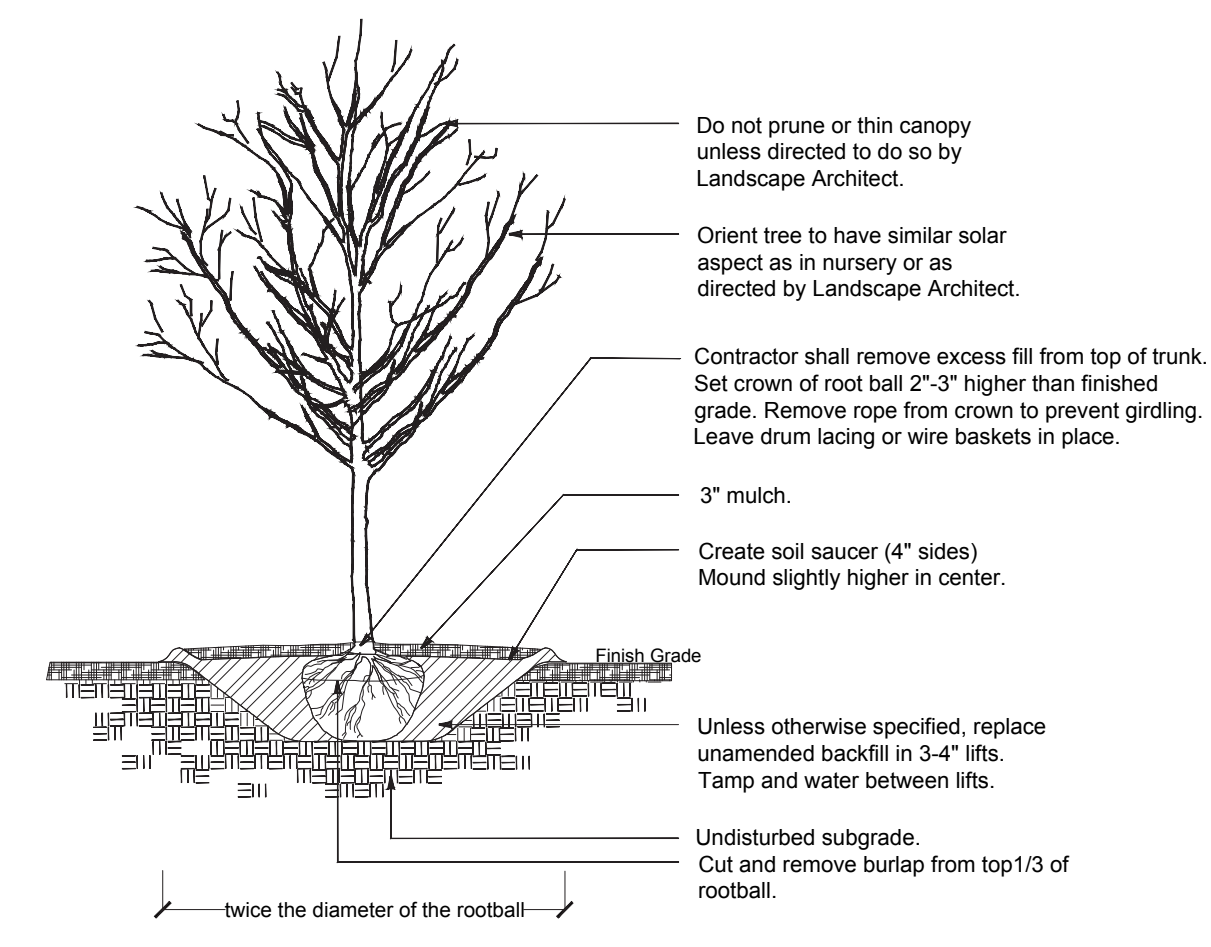 Do not prune or thin canopy
unless directed to do so by
Landscape Architect.
Orient tree to have similar solar
aspect as in nursery or as
directed by Landscape Architect.
Contractor shall remove excess fill from top of trunk.
Set crown of root ball 2"-3" higher than finished
grade. Remove rope from crown to prevent girdling.
Leave drum lacing or wire baskets in place.
3" mulch.
Create soil saucer (4" sides)
Mound slightly higher in center.
Finish Grade
Unless otherwise specified, replace
unamended backfill in 3-4" lifts.
Tamp and water between lifts.
Undisturbed subgrade.
Cut and remove burlap from top1/3 of
rootball.
twice the diameter of the rootball